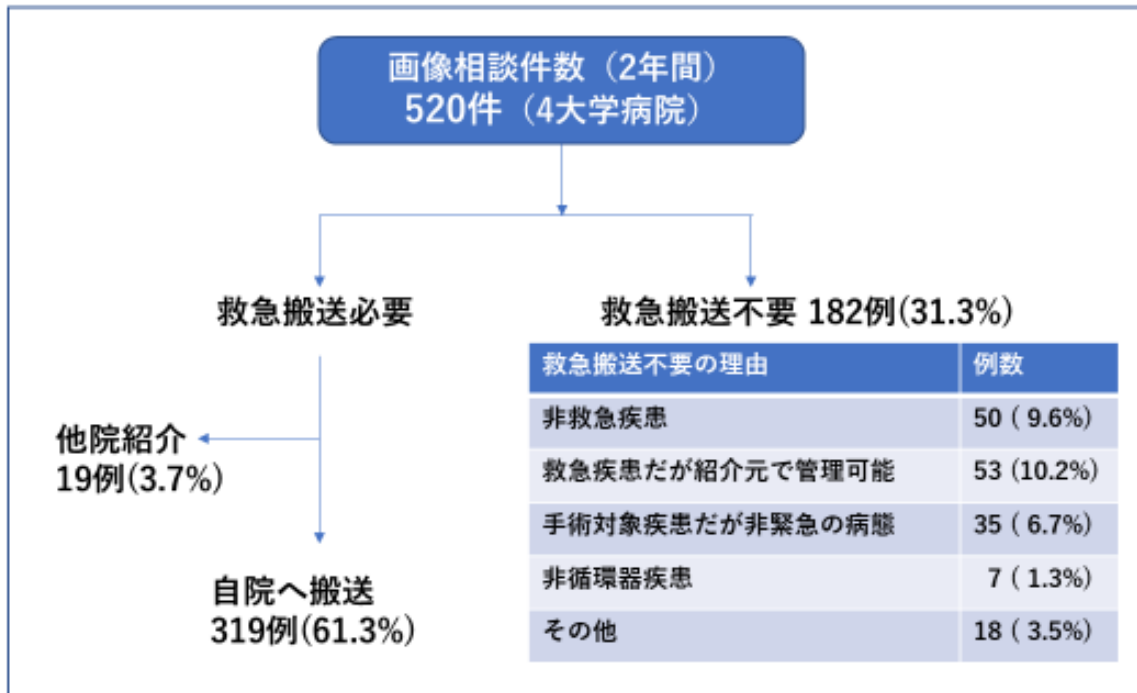 画像相談件数（2年間）
520件（4大学病院）
救急搬送必要
救急搬送不要 182例(31.3%)
他院紹介
19例(3.7%)
自院へ搬送
319例(61.3%)
救急搬送不要の理由 例数
非救急疾患 50 ( 9.6%)
救急疾患だが紹介元で管理可能 53 (10.2%)
手術対象疾患だが非緊急の病態 35 ( 6.7%)
非循環器疾患 7 ( 1.3%)
その他 18 ( 3.5%)